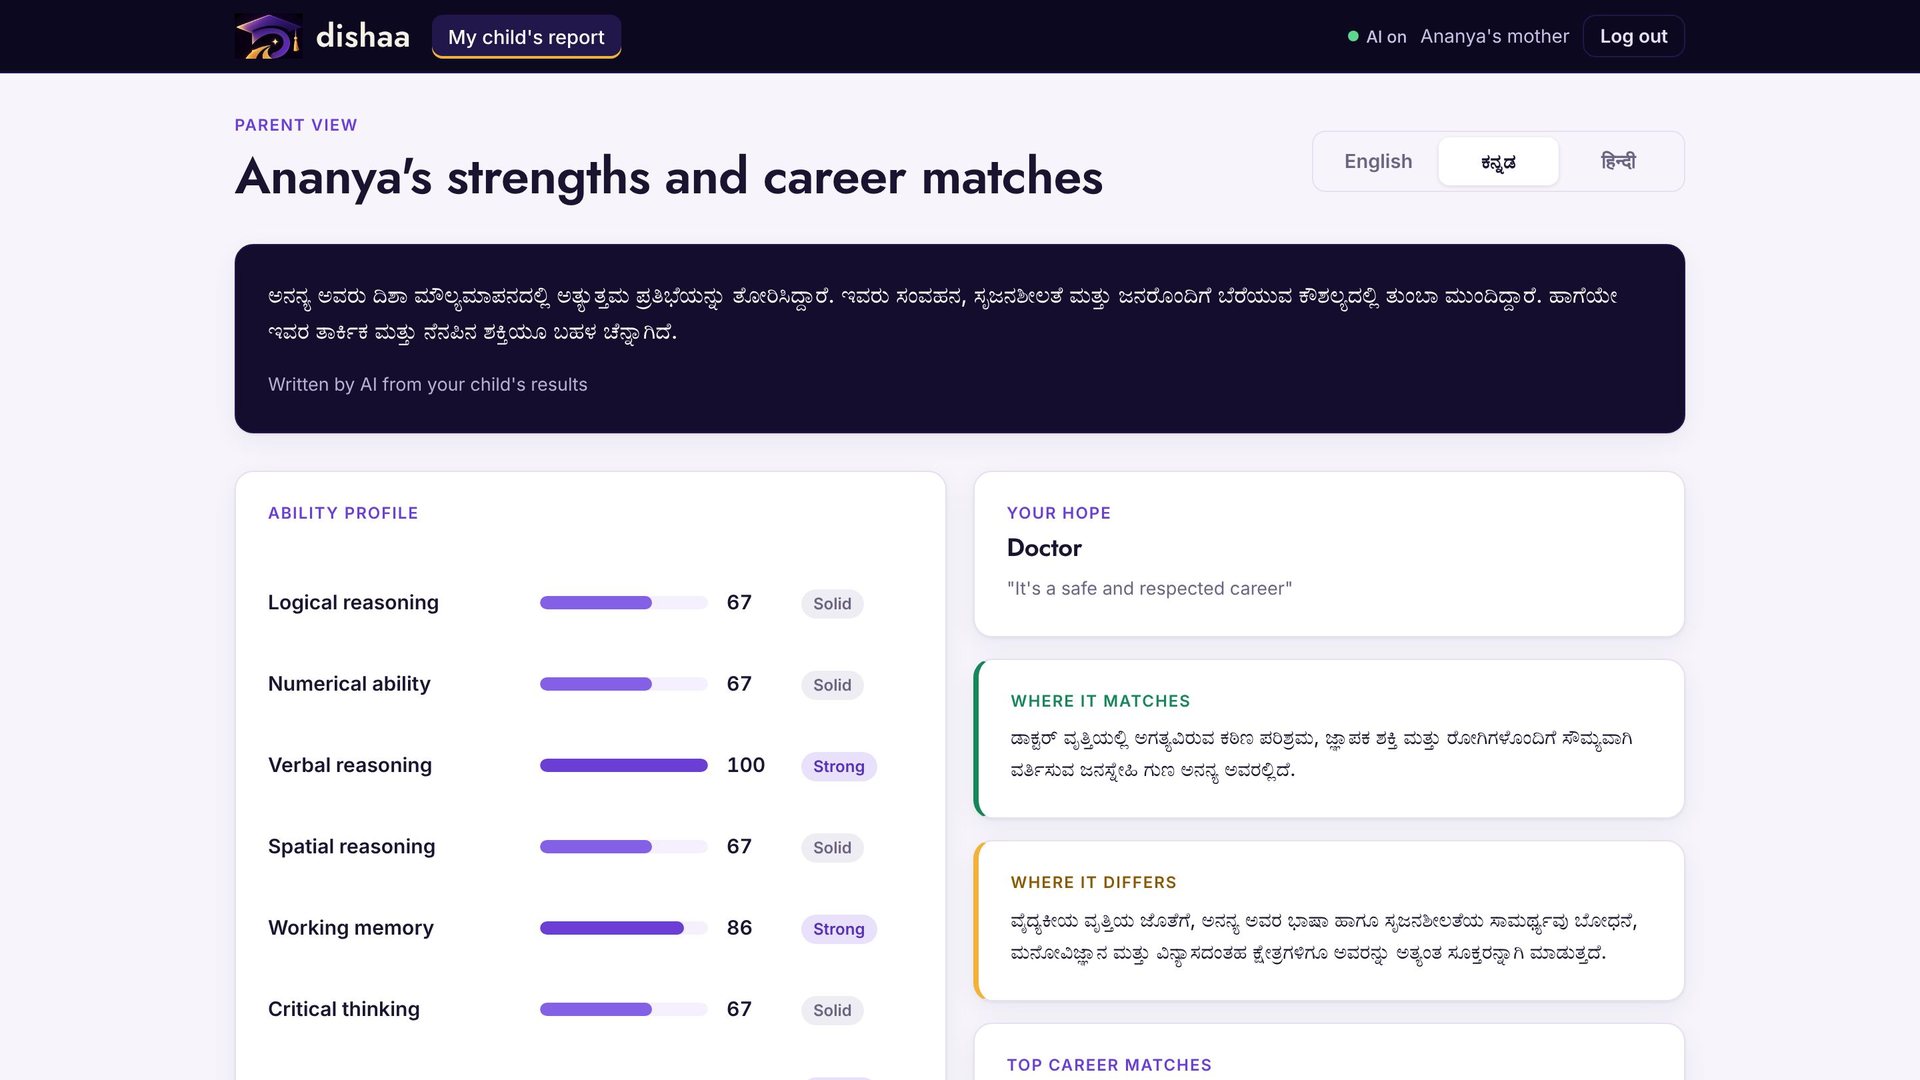 dishaa
My child's report
AI on
Ananya's mother
Log out
PARENT VIEW
Ananya's strengths and career matches
English
ಕನ್ನಡ
हिन्दी
ಅನನ್ಯ ಅವರು ದಿಶಾ ಮೌಲ್ಯಮಾಪನದಲ್ಲಿ ಅತ್ಯುತ್ತಮ ಪ್ರತಿಭೆಯನ್ನು ತೋರಿಸಿದ್ದಾರೆ. ಇವರು ಸಂವಹನ, ಸೃಜನಶೀಲತೆ ಮತ್ತು ಜನರೊಂದಿಗೆ ಬೆರೆಯುವ ಕೌಶಲ್ಯದಲ್ಲಿ ತುಂಬಾ ಮುಂದಿದ್ದಾರೆ. ಹಾಗೆಯೇ
ಇವರ ತಾರ್ಕಿಕ ಮತ್ತು ನೆನಪಿನ ಶಕ್ತಿಯೂ ಬಹಳ ಚೆನ್ನಾಗಿದೆ.
Written by AI from your child's results
ABILITY PROFILE
Logical reasoning 67 Solid
Numerical ability 67 Solid
Verbal reasoning 100 Strong
Spatial reasoning 67 Solid
Working memory 86 Strong
Critical thinking 67 Solid
YOUR HOPE
Doctor
"It's a safe and respected career"
WHERE IT MATCHES
ಡಾಕ್ಟರ್ ವೃತ್ತಿಯಲ್ಲಿ ಅಗತ್ಯವಿರುವ ಕಠಿಣ ಪರಿಶ್ರಮ, ಜ್ಞಾಪಕ ಶಕ್ತಿ ಮತ್ತು ರೋಗಿಗಳೊಂದಿಗೆ ಸೌಮ್ಯವಾಗಿ
ವರ್ತಿಸುವ ಜನಸ್ನೇಹಿ ಗುಣ ಅನನ್ಯ ಅವರಲ್ಲಿದೆ.
WHERE IT DIFFERS
ವೈದ್ಯಕೀಯ ವೃತ್ತಿಯ ಜೊತೆಗೆ, ಅನನ್ಯ ಅವರ ಭಾಷಾ ಹಾಗೂ ಸೃಜನಶೀಲತೆಯ ಸಾಮರ್ಥ್ಯವು ಬೋಧನೆ,
ಮನೋವಿಜ್ಞಾನ ಮತ್ತು ವಿನ್ಯಾಸದಂತಹ ಕ್ಷೇತ್ರಗಳಿಗೂ ಅವರನ್ನು ಅತ್ಯಂತ ಸೂಕ್ತರನ್ನಾಗಿ ಮಾಡುತ್ತದೆ.
TOP CAREER MATCHES